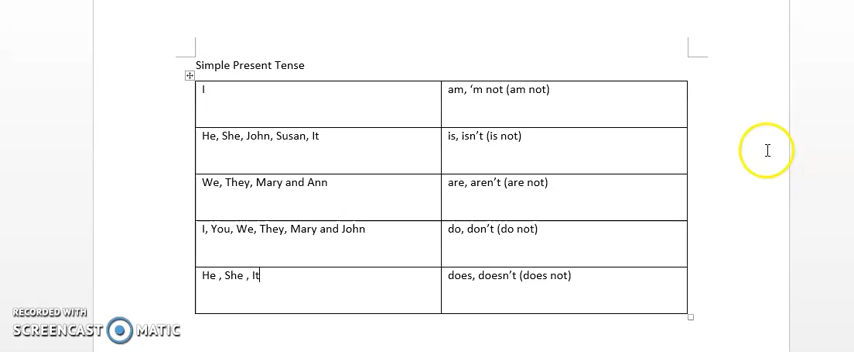 Simple Present Tense
I
am, ‘m not (am not)
He, She, John, Susan, It
is, isn’t (is not)
We, They, Mary and Ann
are, aren’t (are not)
I, You, We, They, Mary and John
do, don’t (do not)
He , She , It
does, doesn’t (does not)
RECORDED WITH
SCREENCAST MATIC